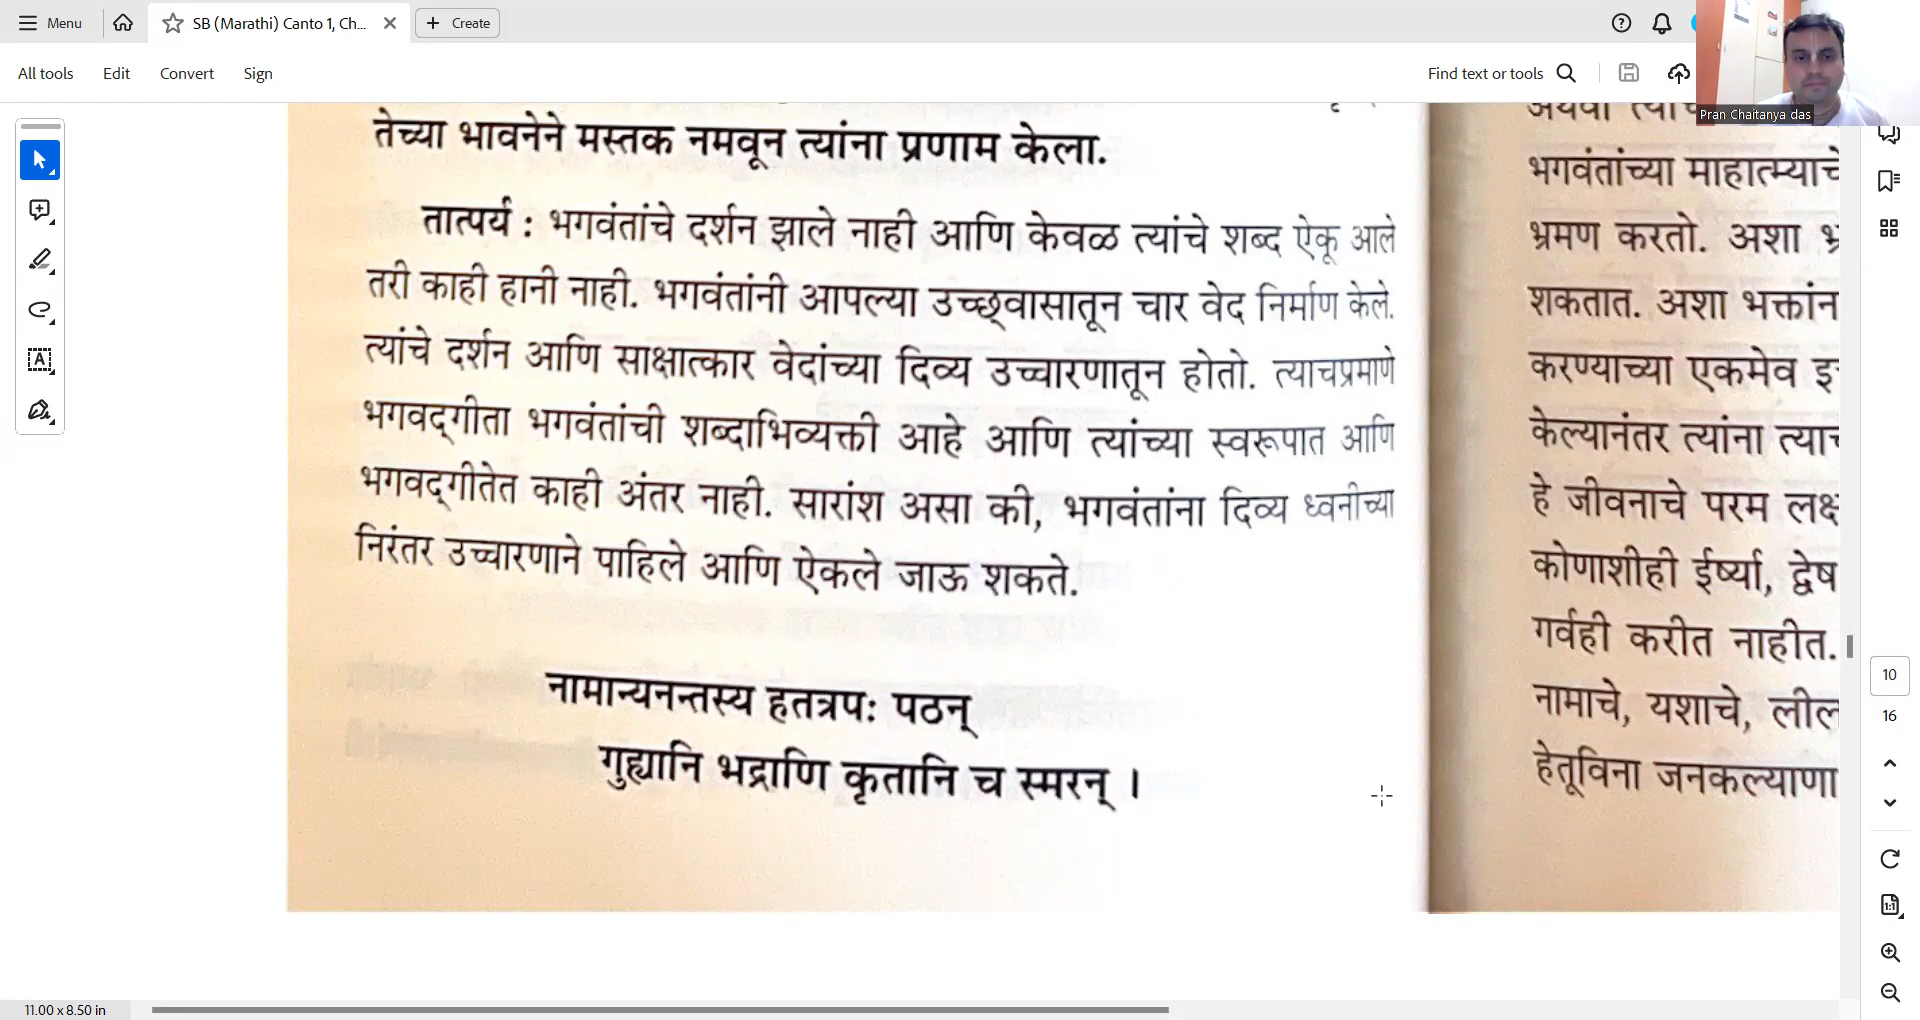 Menu
SB (Marathi) Canto 1, Ch...
Create
All tools
Edit
Convert
Sign
Find text or tools
Pran Chaitanya das
तेच्या भावनेने मस्तक नमवून त्यांना प्रणाम केला.
तात्पर्य : भगवंतांचे दर्शन झाले नाही आणि केवळ त्यांचे शब्द ऐकू आले
तरी काही हानी नाही. भगवंतांनी आपल्या उच्छ्वासातून चार वेद निर्माण केले.
त्यांचे दर्शन आणि साक्षात्कार वेदांच्या दिव्य उच्चारणातून होतो. त्याचप्रमाणे
भगवद्गीता भगवंतांची शब्दाभिव्यक्ती आहे आणि त्यांच्या स्वरूपात आणि
भगवद्गीतेत काही अंतर नाही. सारांश असा की, भगवंतांना दिव्य ध्वनीच्या
निरंतर उच्चारणाने पाहिले आणि ऐकले जाऊ शकते.
नामान्यनन्तस्य हतत्रपः पठन्
गुह्यानि भद्राणि कृतानि च स्मरन् ।
भगवंतांच्या माहात्म्याचे
भ्रमण करतो. अशा
शकतात. अशा भक्तांन
करण्याच्या एकमेव
केल्यानंतर त्यांना
हे जीवनाचे परम लक्ष
कोणाशीही ईर्ष्या, द्वेष
गर्वही करीत नाहीत.
नामाचे, यशाचे, लील
हेतूविना जनकल्याणा
10
16
11.00 x 8.50 in